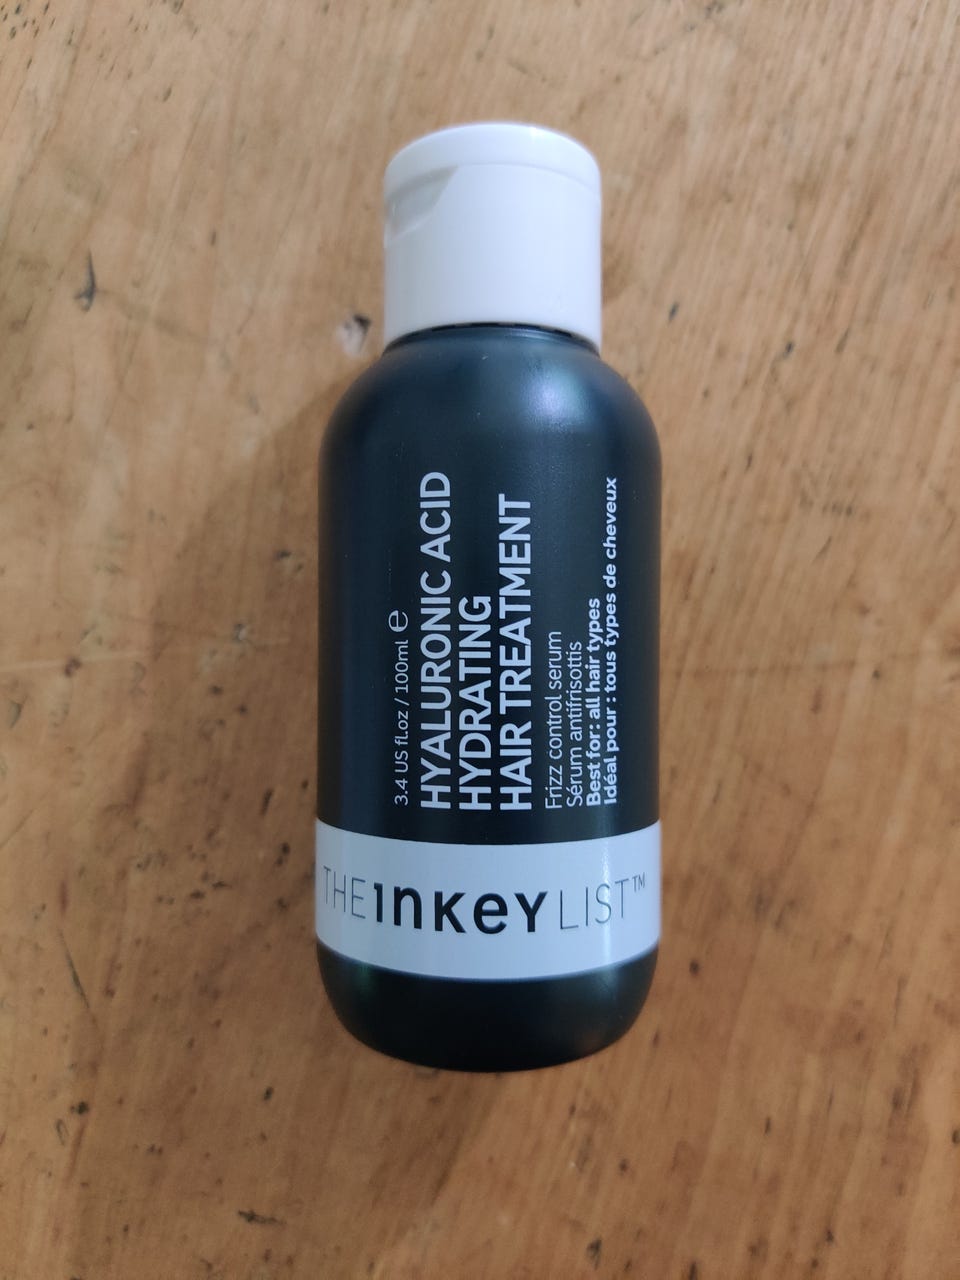 3.4 US fl.oz / 100ml ℮
HYALURONIC ACID
HYDRATING
HAIR TREATMENT
Frizz control serum
Sérum antifrisottis
Best for: all hair types
Idéal pour : tous types de cheveux
THE INKEY LIST™